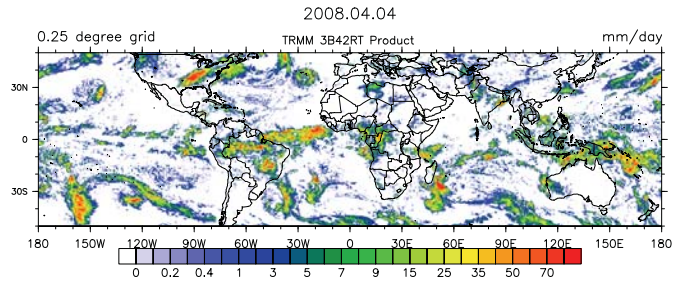 2008.04.04
0.25 degree grid TRMM 3B42RT Product mm/day
30N
0
30S
180 150W 120W 90W 60W 30W 0 30E 60E 90E 120E 150E 180
0 0.2 0.4 1 3 5 7 9 15 25 35 50 70